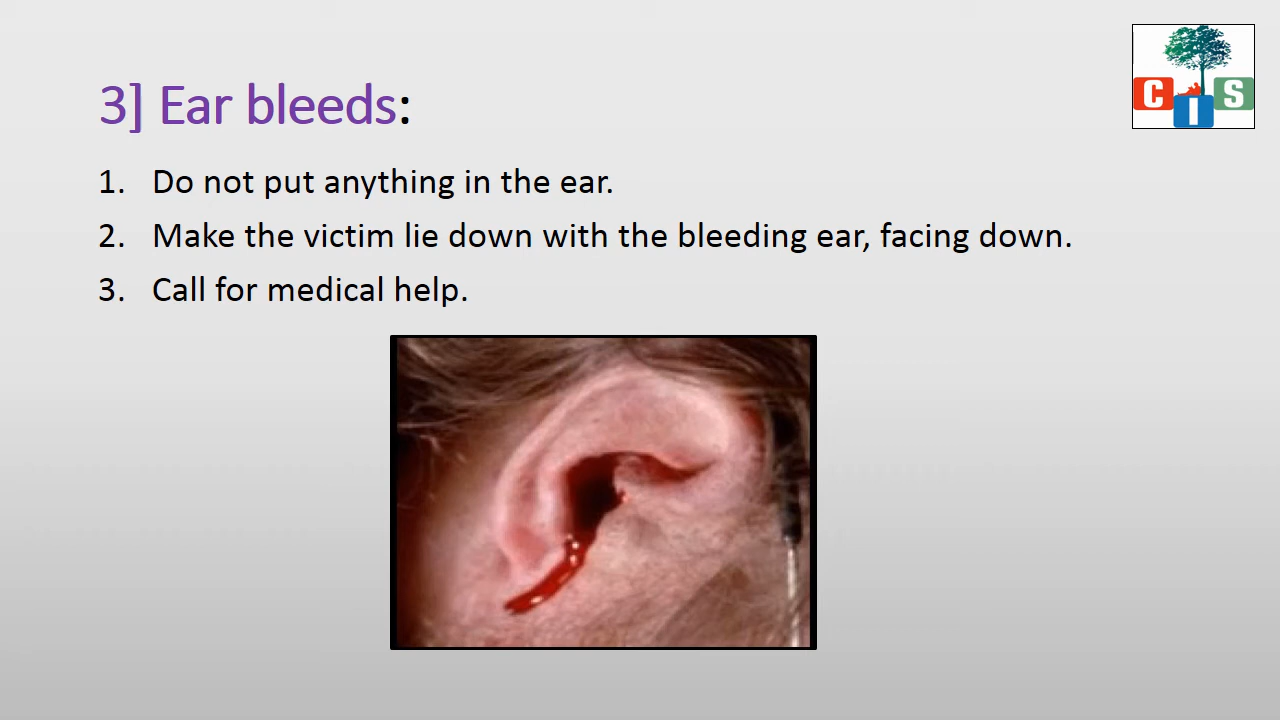 3] Ear bleeds:
CIS
1. Do not put anything in the ear.
2. Make the victim lie down with the bleeding ear, facing down.
3. Call for medical help.